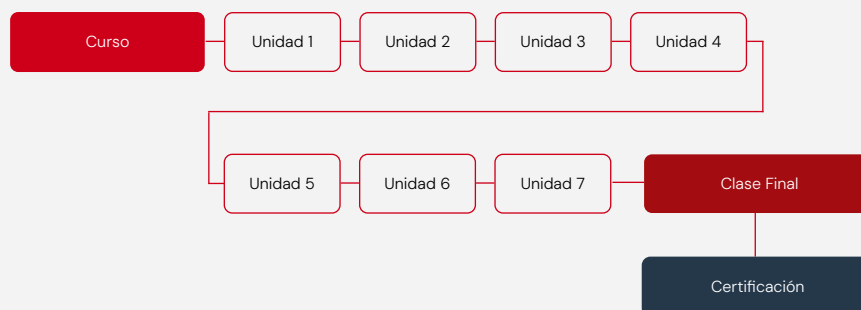 Curso
Unidad 1
Unidad 2
Unidad 3
Unidad 4
Unidad 5
Unidad 6
Unidad 7
Clase Final
Certificación